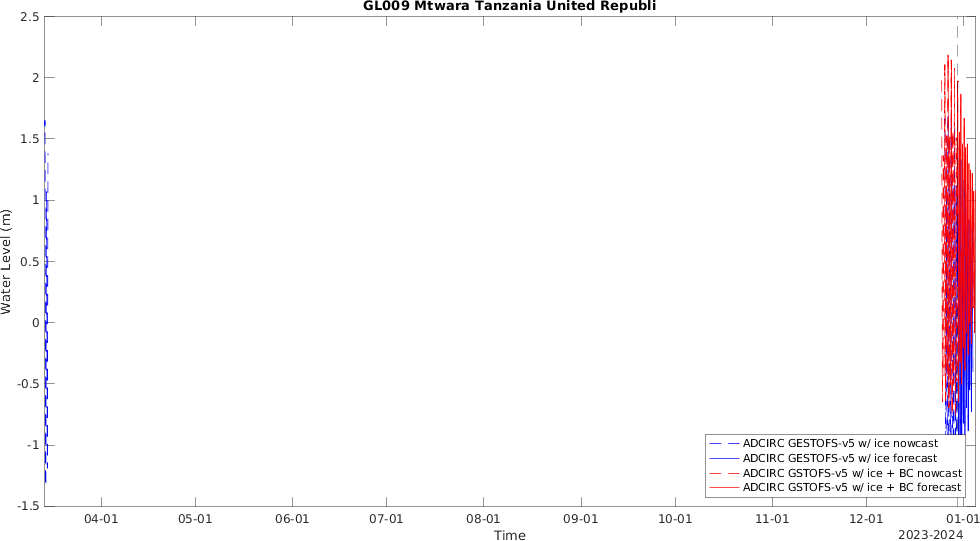 GL009 Mtwara Tanzania United Republi
2.5
2
1.5
1
0.5
0
-0.5
-1
-1.5
Water Level (m)
ADCIRC GESTOFS-v5 w/ ice nowcast
ADCIRC GESTOFS-v5 w/ ice forecast
ADCIRC GSTOFS-v5 w/ ice + BC nowcast
ADCIRC GSTOFS-v5 w/ ice + BC forecast
04-01 05-01 06-01 07-01 08-01 09-01 10-01 11-01 12-01 01-01
Time
2023-2024